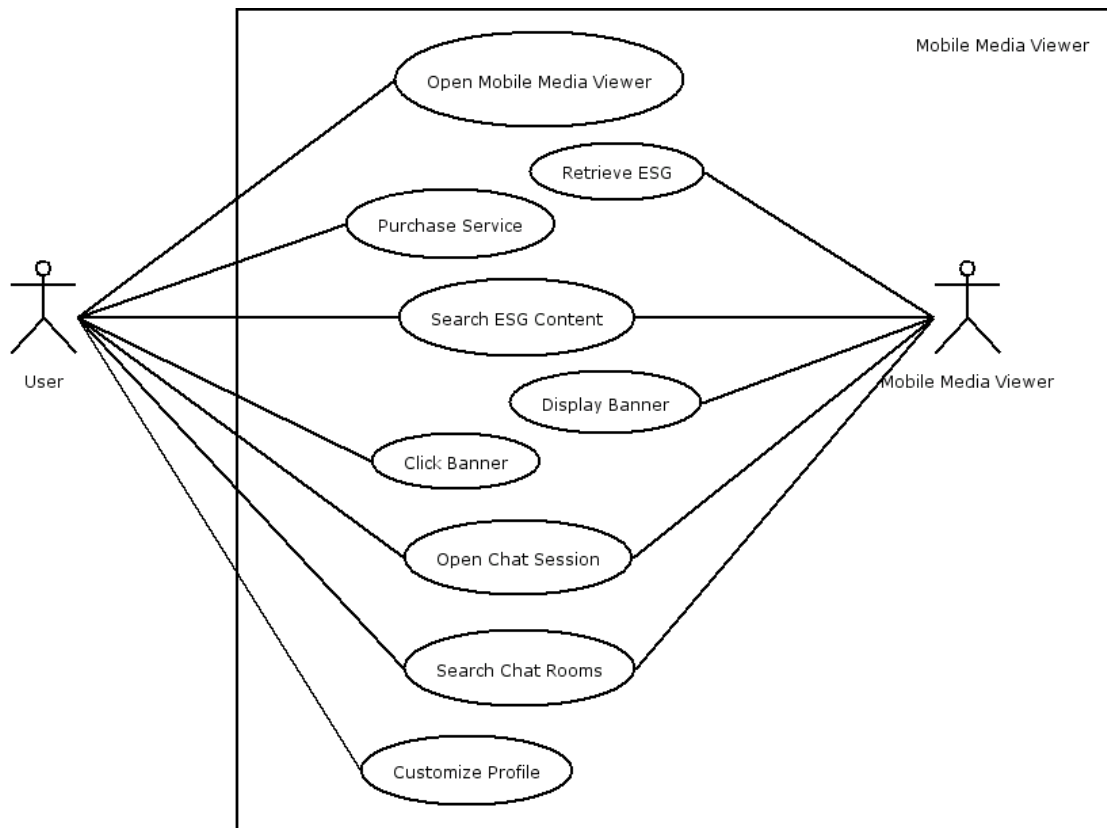 Mobile Media Viewer
Open Mobile Media Viewer
Retrieve ESG
Purchase Service
Search ESG Content
User
Mobile Media Viewer
Display Banner
Click Banner
Open Chat Session
Search Chat Rooms
Customize Profile